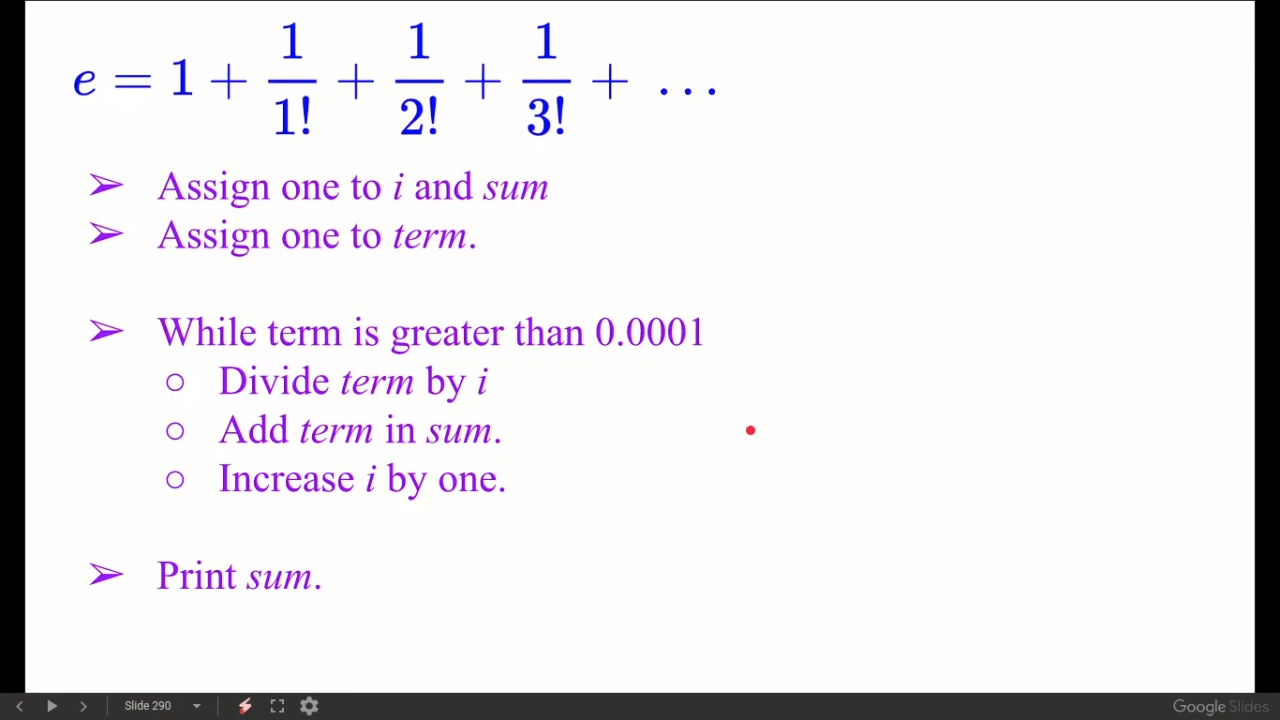 e = 1 + 1/1! + 1/2! + 1/3! + ...
➢ Assign one to i and sum
➢ Assign one to term.
➢ While term is greater than 0.0001
○ Divide term by i
○ Add term in sum.
○ Increase i by one.
➢ Print sum.
Slide 290
Google Slides